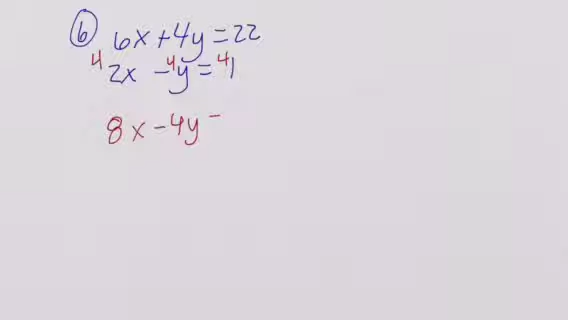 ⑥ 6x+4y=22
4 2x -4y=41
8x-4y =